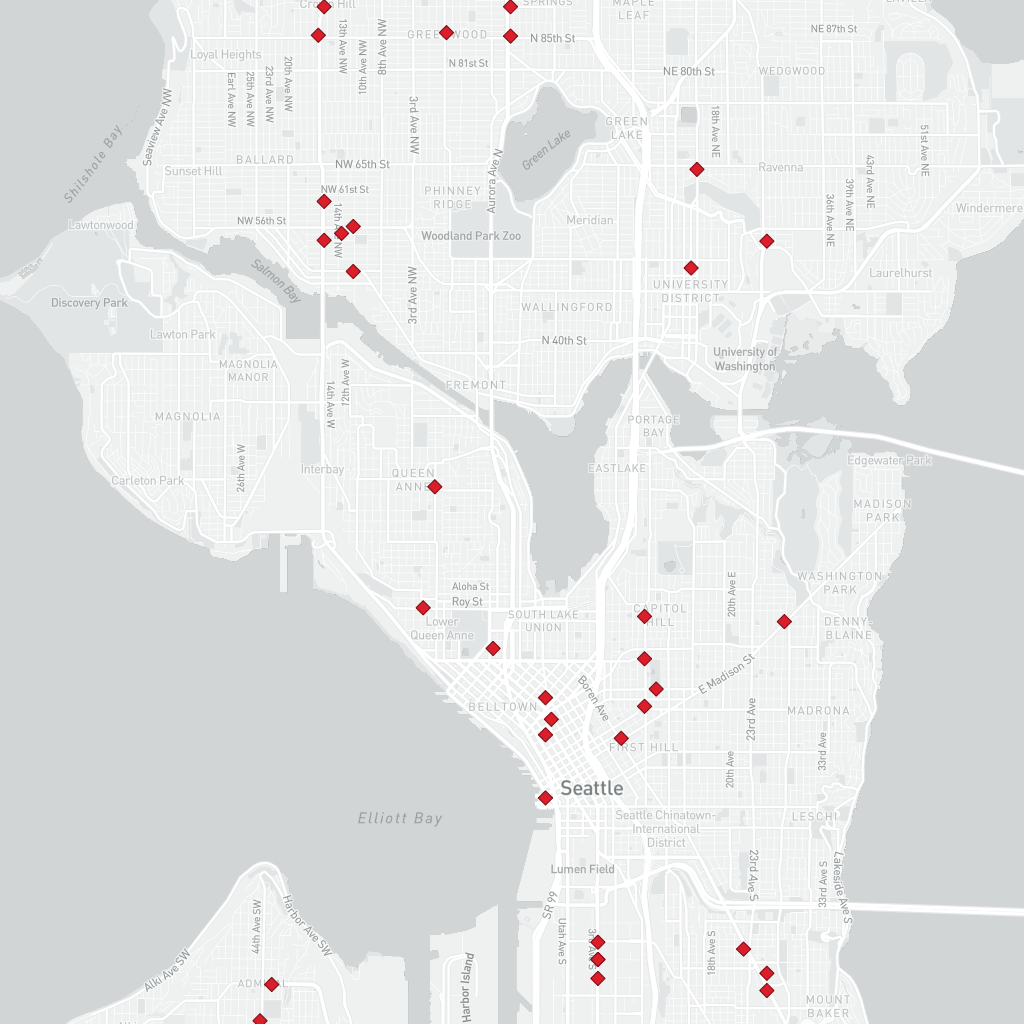 Crown Hill
SPRINGS
MAPLE
LEAF
13th Ave NW
8th Ave NW
GREENWOOD
N 85th St
NE 87th St
Loyal Heights
10th Ave NW
N 81st St
NE 80th St
WEDGWOOD
20th Ave NW
23rd Ave NW
25th Ave NW
Earl Ave NW
Seaview Ave NW
3rd Ave NW
18th Ave NE
GREEN
LAKE
Green Lake
51st Ave NE
Shilshole Bay
BALLARD
NW 65th St
Sunset Hill
Aurora Ave N
Ravenna
43rd Ave NE
39th Ave NE
36th Ave NE
NW 61st St
PHINNEY
RIDGE
14th Ave NW
Lawtonwood
NW 56th St
Woodland Park Zoo
Meridian
Windermere
Salmon Bay
3rd Ave NW
UNIVERSITY
DISTRICT
Laurelhurst
Discovery Park
WALLINGFORD
Lawton Park
N 40th St
University of
Washington
MAGNOLIA
MANOR
12th Ave W
14th Ave W
FREMONT
MAGNOLIA
PORTAGE
BAY
26th Ave W
Interbay
QUEEN
ANNE
EASTLAKE
Edgewater Park
Carleton Park
MADISON
PARK
WASHINGTON
PARK
20th Ave E
Aloha St
Roy St
Lower
Queen Anne
SOUTH LAKE
UNION
CAPITOL
HILL
DENNY-
BLAINE
E Madison St
Boren Ave
BELLTOWN
23rd Ave
MADRONA
FIRST HILL
33rd Ave
20th Ave
Seattle
Elliott Bay
Seattle Chinatown-
International
District
LESCHI
Lumen Field
23rd Ave S
33rd Ave S
Lakeside Ave S
SR 99
Utah Ave S
3rd Ave S
18th Ave S
44th Ave SW
Harbor Ave SW
Alki Ave SW
Harbor Island
ADMIRAL
MOUNT
BAKER